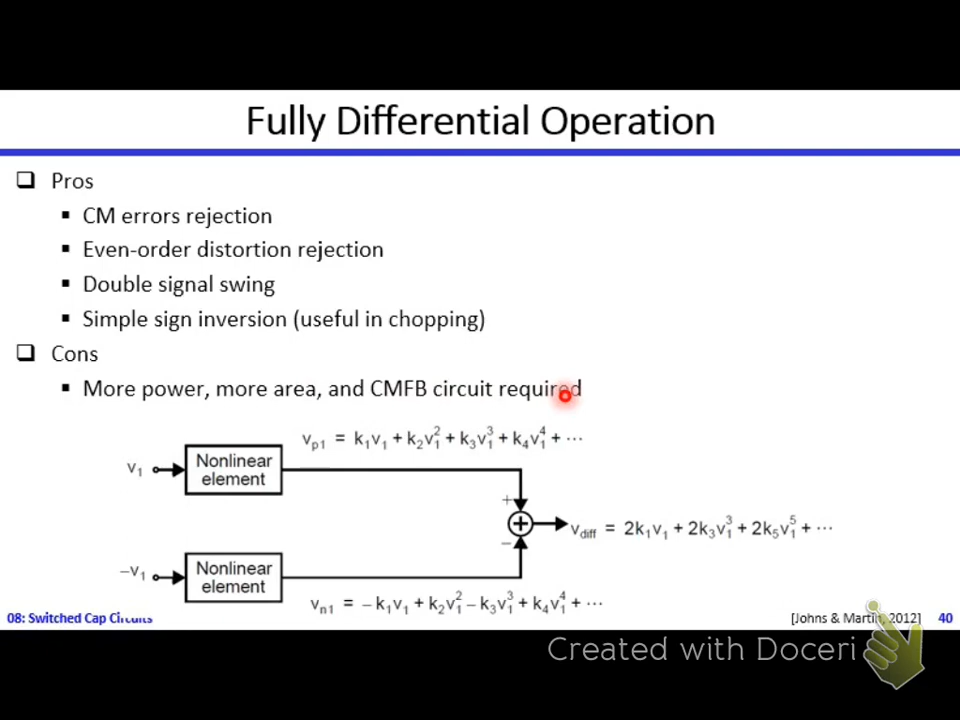 Fully Differential Operation
❑ Pros
▪ CM errors rejection
▪ Even-order distortion rejection
▪ Double signal swing
▪ Simple sign inversion (useful in chopping)
❑ Cons
▪ More power, more area, and CMFB circuit required
v_p1 = k₁v₁ + k₂v₁² + k₃v₁³ + k₄v₁⁴ + ⋯
v₁
Nonlinear
element
+
+
−
v_diff = 2k₁v₁ + 2k₃v₁³ + 2k₅v₁⁵ + ⋯
−v₁
Nonlinear
element
v_n1 = −k₁v₁ + k₂v₁² − k₃v₁³ + k₄v₁⁴ + ⋯
08: Switched Cap Circuits
[Johns & Martin, 2012] 40
Created with Doceri